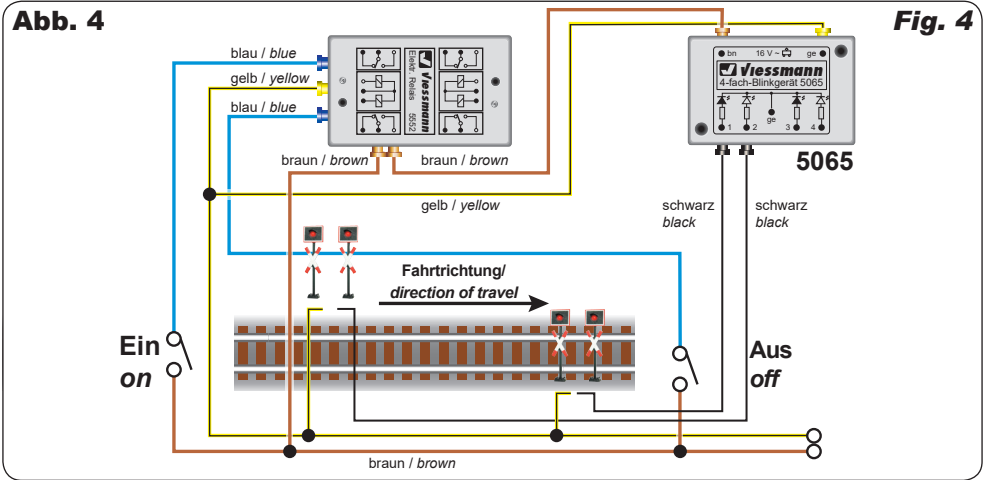 Abb. 4
Fig. 4
blau / blue
gelb / yellow
blau / blue
Viessmann
Elektr. Relais 5552
bn 16 V ~ ge
Viessmann
4-fach-Blinkgerät 5065
ge
1 2 3 4
5065
braun / brown
braun / brown
gelb / yellow
schwarz
black
schwarz
black
Fahrtrichtung/
direction of travel
Ein
on
Aus
off
braun / brown